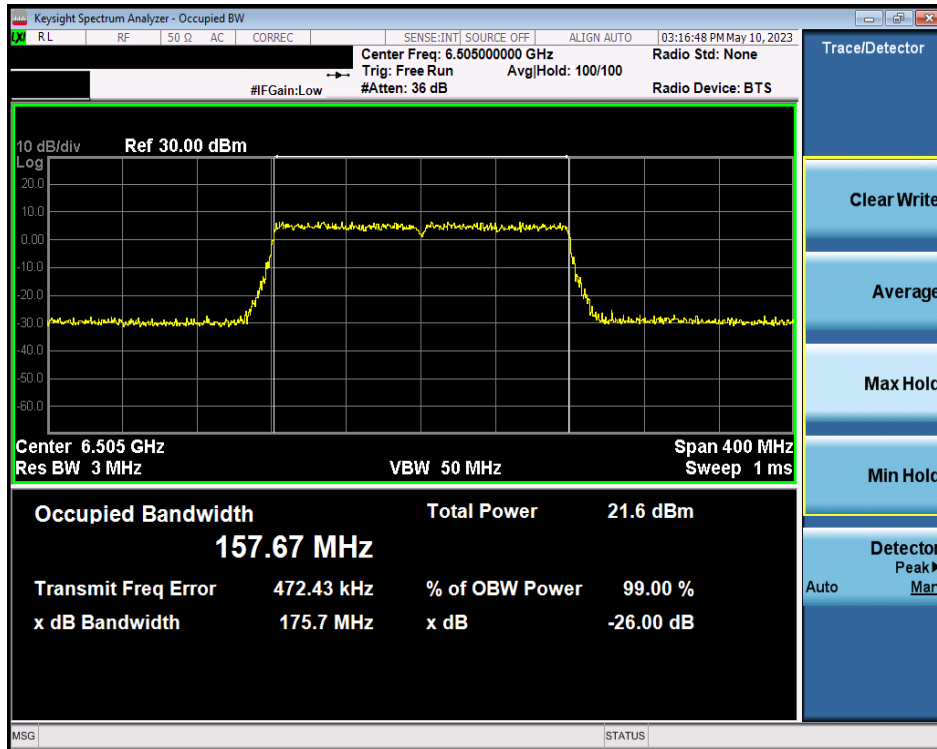 Keysight Spectrum Analyzer - Occupied BW
LXI RL RF 50 Ω AC CORREC SENSE:INT SOURCE OFF ALIGN AUTO 03:16:48 PM May 10, 2023
Center Freq: 6.505000000 GHz Radio Std: None
Trig: Free Run Avg|Hold: 100/100
#IFGain:Low #Atten: 36 dB Radio Device: BTS
Trace/Detector
10 dB/div Ref 30.00 dBm
Log
20.0
10.0
0.00
-10.0
-20.0
-30.0
-40.0
-50.0
-60.0
Center 6.505 GHz Span 400 MHz
Res BW 3 MHz VBW 50 MHz Sweep 1 ms
Occupied Bandwidth Total Power 21.6 dBm
157.67 MHz
Transmit Freq Error 472.43 kHz % of OBW Power 99.00 %
x dB Bandwidth 175.7 MHz x dB -26.00 dB
Clear Write
Average
Max Hold
Min Hold
Detector
Peak
Auto Man
MSG STATUS